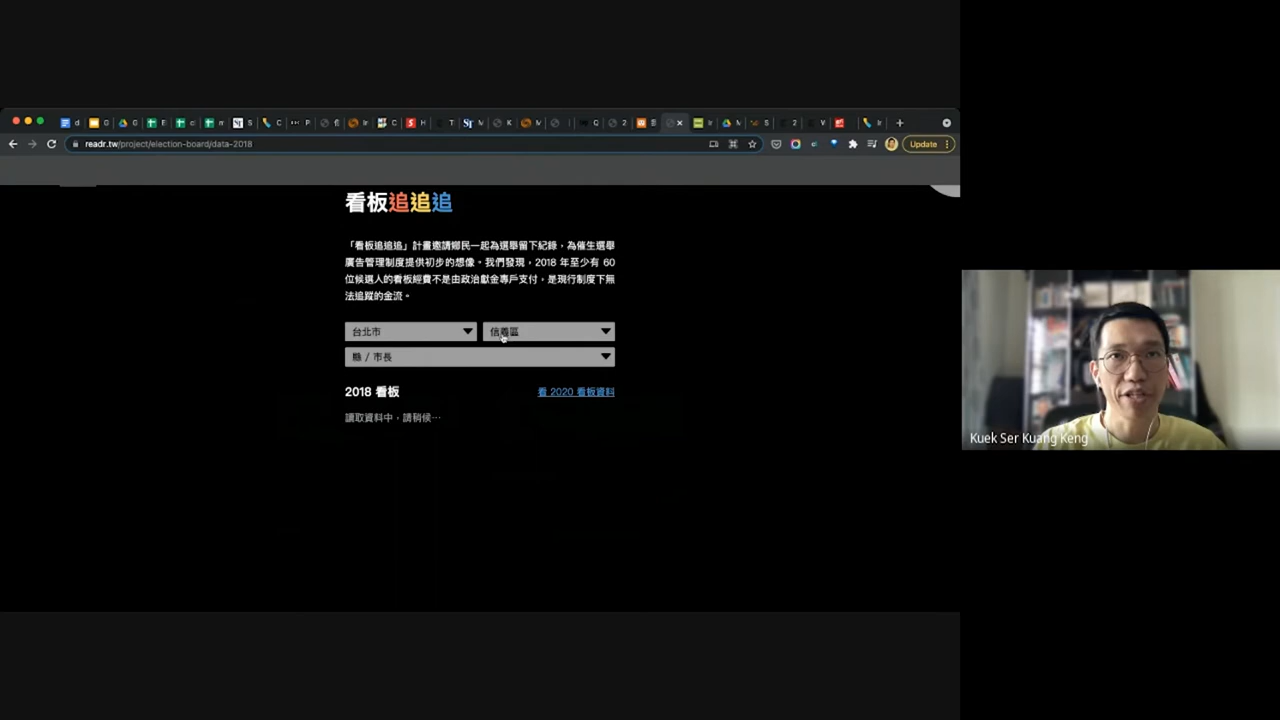 readr.tw/project/election-board/data-2018
Update
看板追追追
「看板追追追」計畫邀請鄉民一起為選舉留下紀錄，為催生選舉
廣告管理制度提供初步的想像。我們發現，2018 年至少有 60
位候選人的看板經費不是由政治獻金專戶支付，是現行制度下無
法追蹤的金流。
台北市
信義區
縣 / 市長
2018 看板
看 2020 看板資料
讀取資料中，請稍候…
Kuek Ser Kuang Keng